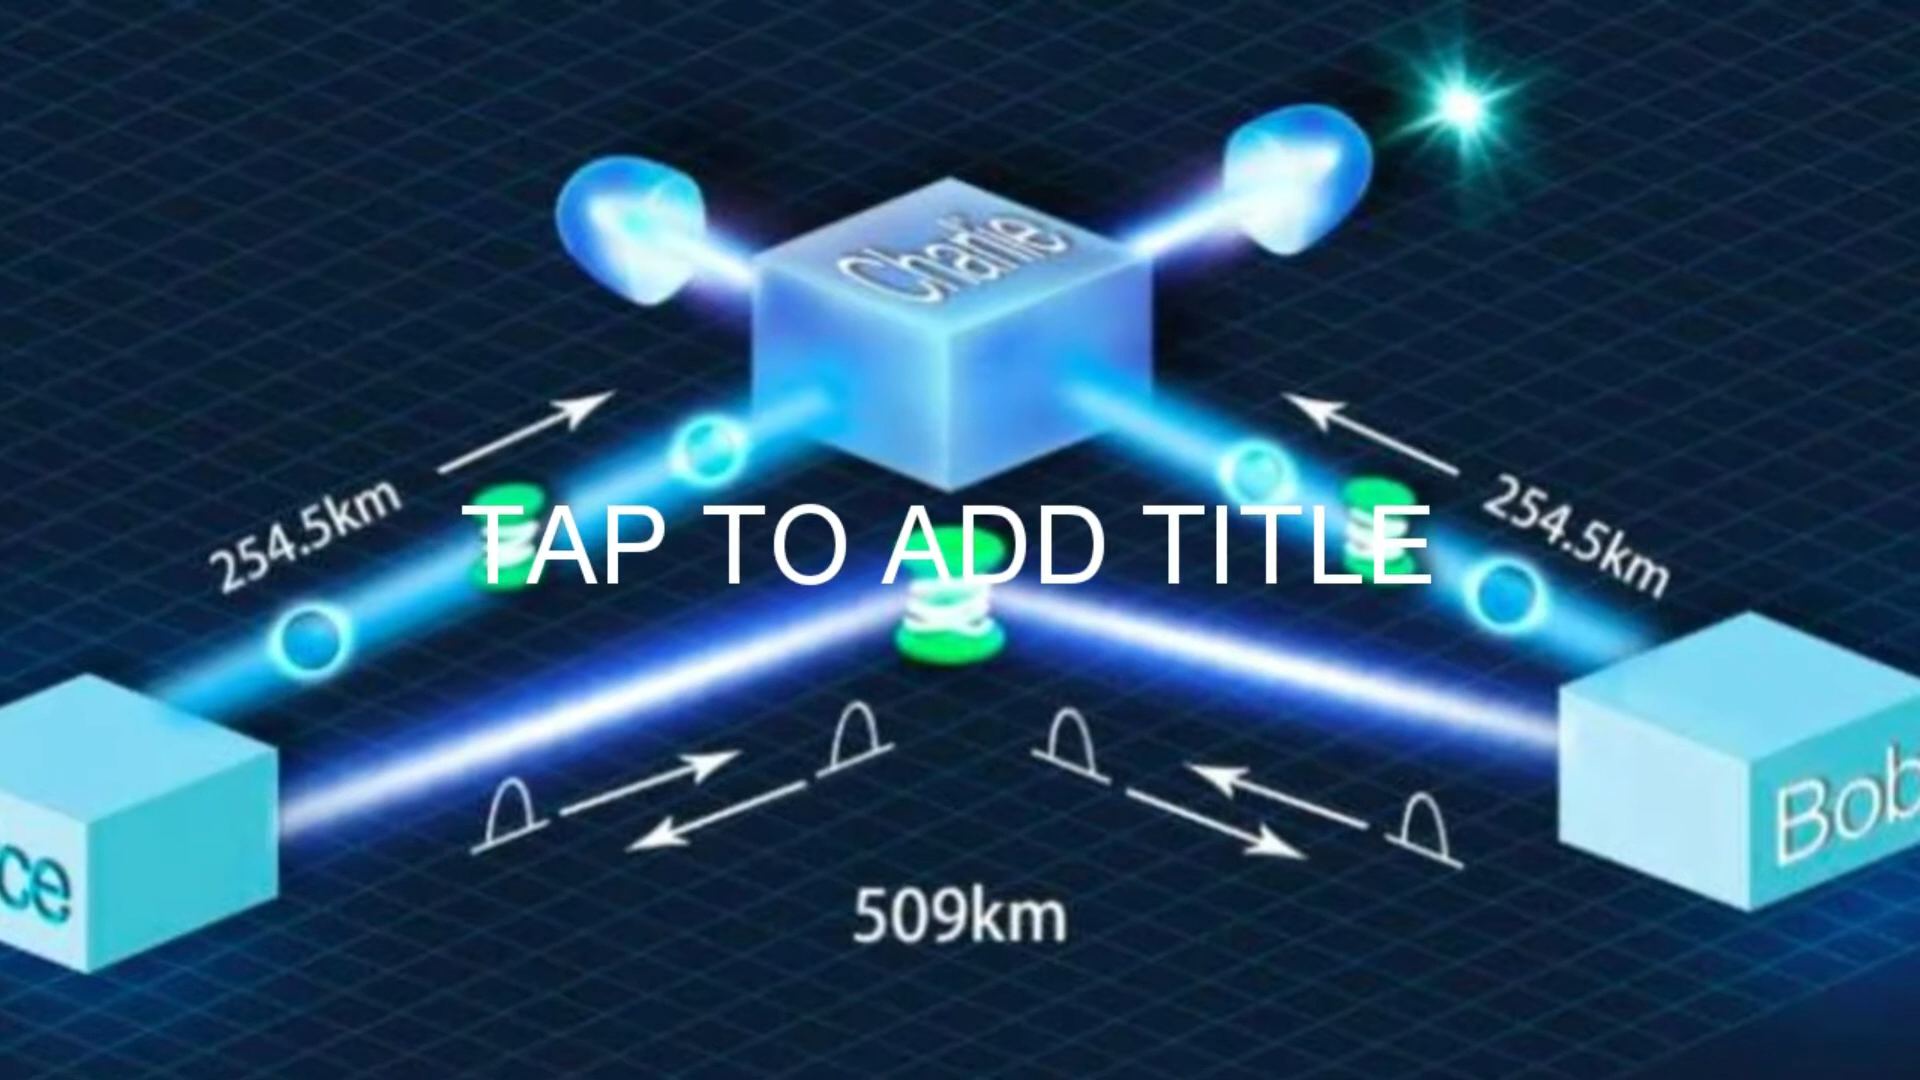 Charlie
254.5km
254.5km
TAP TO ADD TITLE
Bob
ce
509km